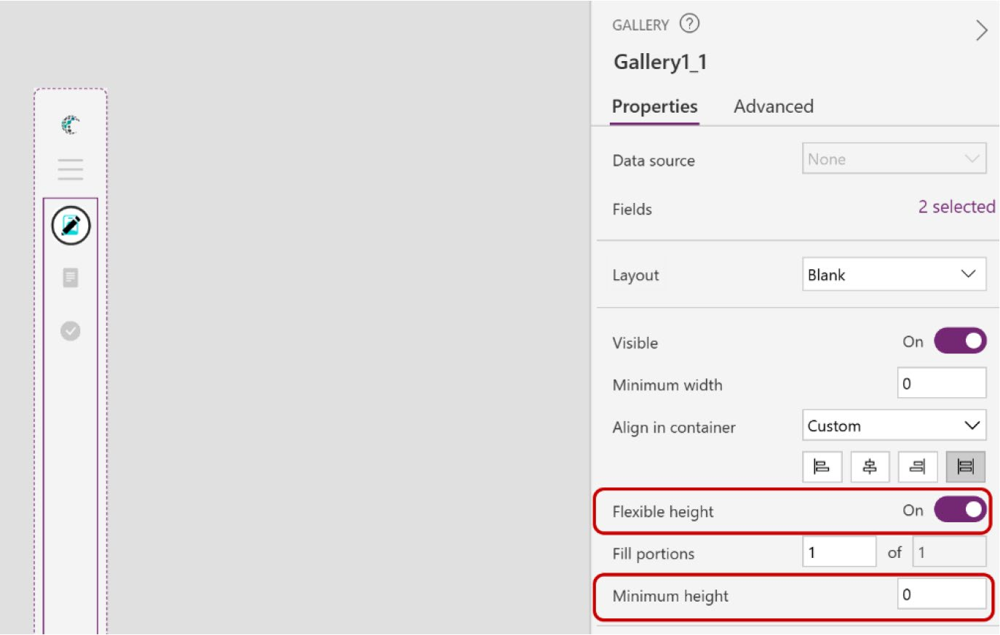 GALLERY ?
Gallery1_1
Properties Advanced
Data source None
Fields 2 selected
Layout Blank
Visible On
Minimum width 0
Align in container Custom
Flexible height On
Fill portions 1 of 1
Minimum height 0